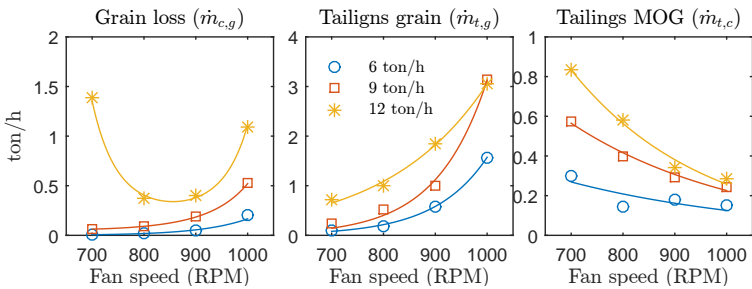 Grain loss (ṁc,g)
Tailigns grain (ṁt,g)
Tailings MOG (ṁt,c)
ton/h
2
1.5
1
0.5
0
700 800 900 1000
Fan speed (RPM)
4
3
2
1
0
6 ton/h
9 ton/h
12 ton/h
700 800 900 1000
Fan speed (RPM)
1
0.8
0.6
0.4
0.2
0
700 800 900 1000
Fan speed (RPM)